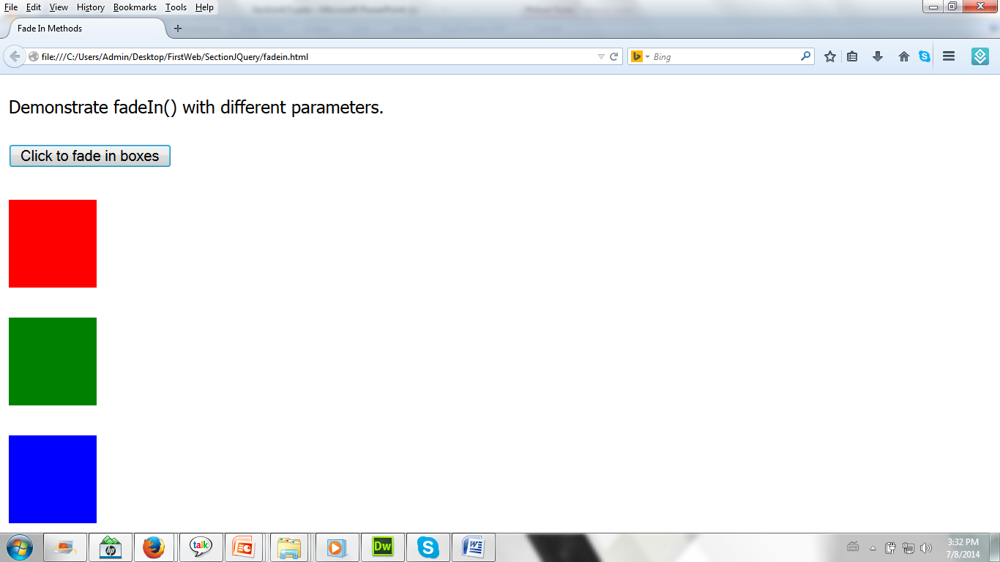 File Edit View History Bookmarks Tools Help
Fade In Methods
file:///C:/Users/Admin/Desktop/FirstWeb/SectionJQuery/fadein.html
Bing
Demonstrate fadeIn() with different parameters.
Click to fade in boxes
hp
talk
Dw
3:32 PM
7/8/2014